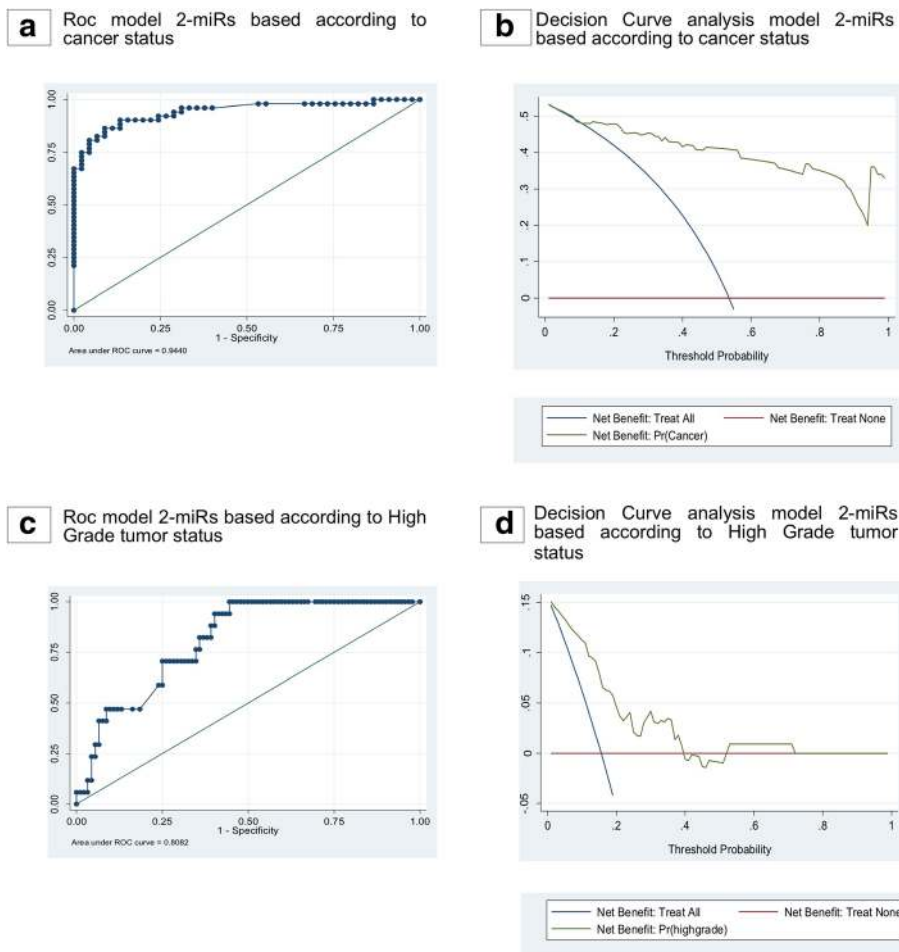 a
Roc model 2-miRs based according to
cancer status
1.00
0.75
0.50
0.25
0.00
0.00 0.25 0.50 0.75 1.00
1 - Specificity
Area under ROC curve = 0.9440
b
Decision Curve analysis model 2-miRs
based according to cancer status
.5
.4
.3
.2
.1
0
0 .2 .4 .6 .8 1
Threshold Probability
Net Benefit: Treat All Net Benefit: Treat None
Net Benefit: Pr(Cancer)
c
Roc model 2-miRs based according to High
Grade tumor status
1.00
0.75
0.50
0.25
0.00
0.00 0.25 0.50 0.75 1.00
1 - Specificity
Area under ROC curve = 0.8082
d
Decision Curve analysis model 2-miRs
based according to High Grade tumor
status
.15
.1
.05
0
-.05
0 .2 .4 .6 .8 1
Threshold Probability
Net Benefit: Treat All Net Benefit: Treat None
Net Benefit: Pr(highgrade)